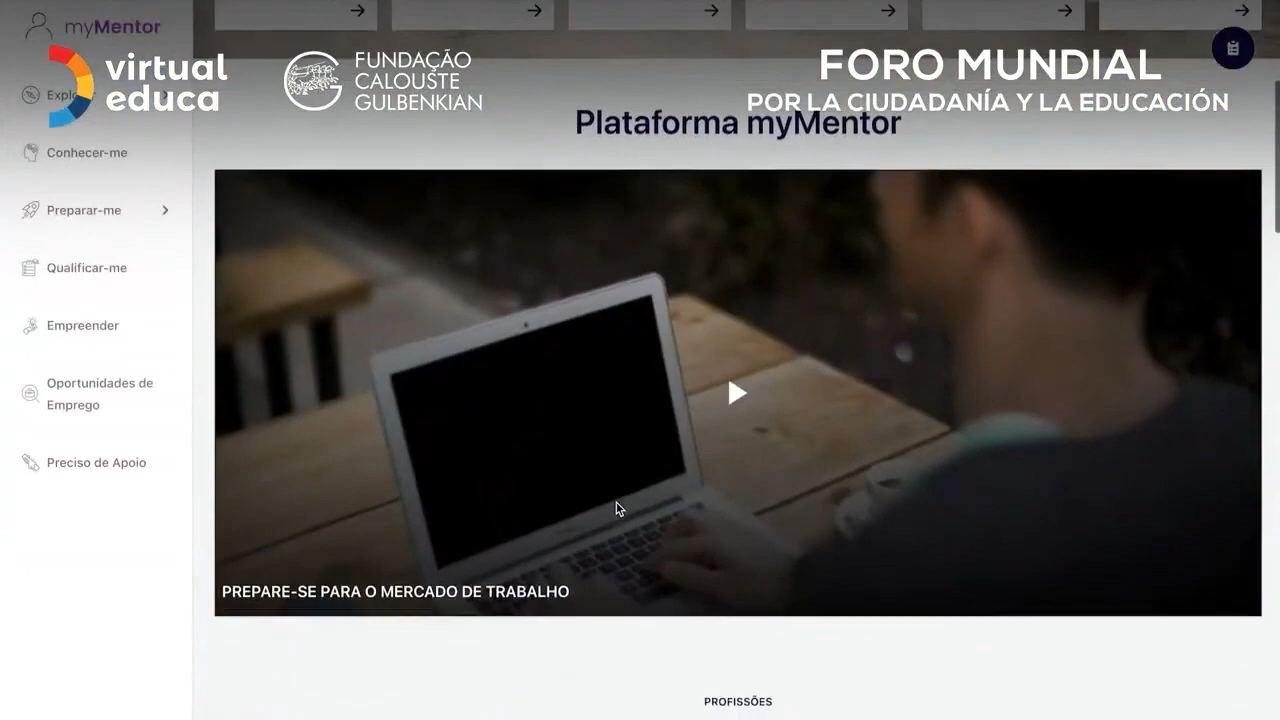 myMentor
virtual
educa
FUNDAÇÃO
CALOUSTE
GULBENKIAN
FORO MUNDIAL
POR LA CIUDADANÍA Y LA EDUCACIÓN
Plataforma myMentor
Conhecer-me
Preparar-me
Qualificar-me
Empreender
Oportunidades de
Emprego
Preciso de Apoio
PREPARE-SE PARA O MERCADO DE TRABALHO
PROFISSÕES